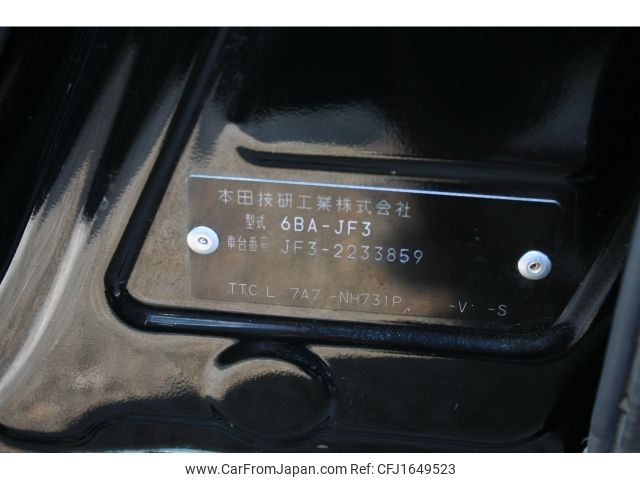 本田技研工業株式会社
型式 6BA-JF3
車台番号 JF3-2233859
TTC L 7A7 -NH731P -V -S
www.CarFromJapan.com - CFJ1649523